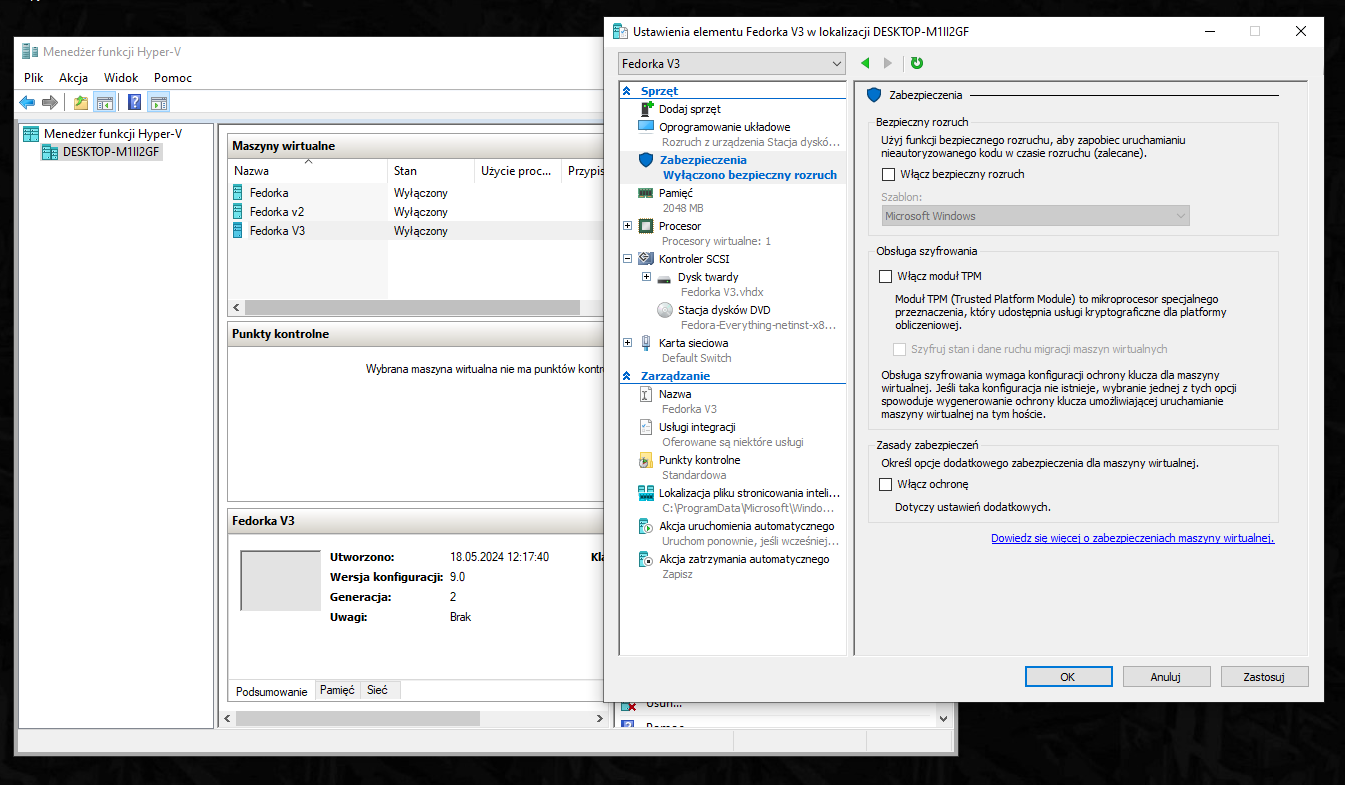 Menedżer funkcji Hyper-V
Plik Akcja Widok Pomoc
Menedżer funkcji Hyper-V
DESKTOP-M1II2GF
Maszyny wirtualne
Nazwa Stan Użycie proc... Przypis
Fedorka Wyłączony
Fedorka v2 Wyłączony
Fedorka V3 Wyłączony
Punkty kontrolne
Wybrana maszyna wirtualna nie ma punktów kontr
Fedorka V3
Utworzono: 18.05.2024 12:17:40 Kla
Wersja konfiguracji: 9.0
Generacja: 2
Uwagi: Brak
Podsumowanie Pamięć Sieć
Usuń...
Pomoc
Ustawienia elementu Fedorka V3 w lokalizacji DESKTOP-M1II2GF
Fedorka V3
Sprzęt
Dodaj sprzęt
Oprogramowanie układowe
Rozruch z urządzenia Stacja dyskó...
Zabezpieczenia
Wyłączono bezpieczny rozruch
Pamięć
2048 MB
Procesor
Procesory wirtualne: 1
Kontroler SCSI
Dysk twardy
Fedorka V3.vhdx
Stacja dysków DVD
Fedora-Everything-netinst-x8...
Karta sieciowa
Default Switch
Zarządzanie
Nazwa
Fedorka V3
Usługi integracji
Oferowane są niektóre usługi
Punkty kontrolne
Standardowa
Lokalizacja pliku stronicowania inteli...
C:\ProgramData\Microsoft\Windo...
Akcja uruchomienia automatycznego
Uruchom ponownie, jeśli wcześniej...
Akcja zatrzymania automatycznego
Zapisz
Zabezpieczenia
Bezpieczny rozruch
Użyj funkcji bezpiecznego rozruchu, aby zapobiec uruchamianiu
nieautoryzowanego kodu w czasie rozruchu (zalecane).
Włącz bezpieczny rozruch
Szablon:
Microsoft Windows
Obsługa szyfrowania
Włącz moduł TPM
Moduł TPM (Trusted Platform Module) to mikroprocesor specjalnego
przeznaczenia, który udostępnia usługi kryptograficzne dla platformy
obliczeniowej.
Szyfruj stan i dane ruchu migracji maszyn wirtualnych
Obsługa szyfrowania wymaga konfiguracji ochrony klucza dla maszyny
wirtualnej. Jeśli taka konfiguracja nie istnieje, wybranie jednej z tych opcji
spowoduje wygenerowanie ochrony klucza umożliwiającej uruchamianie
maszyny wirtualnej na tym hoście.
Zasady zabezpieczeń
Określ opcje dodatkowego zabezpieczenia dla maszyny wirtualnej.
Włącz ochronę
Dotyczy ustawień dodatkowych.
Dowiedz się więcej o zabezpieczeniach maszyny wirtualnej.
OK Anuluj Zastosuj